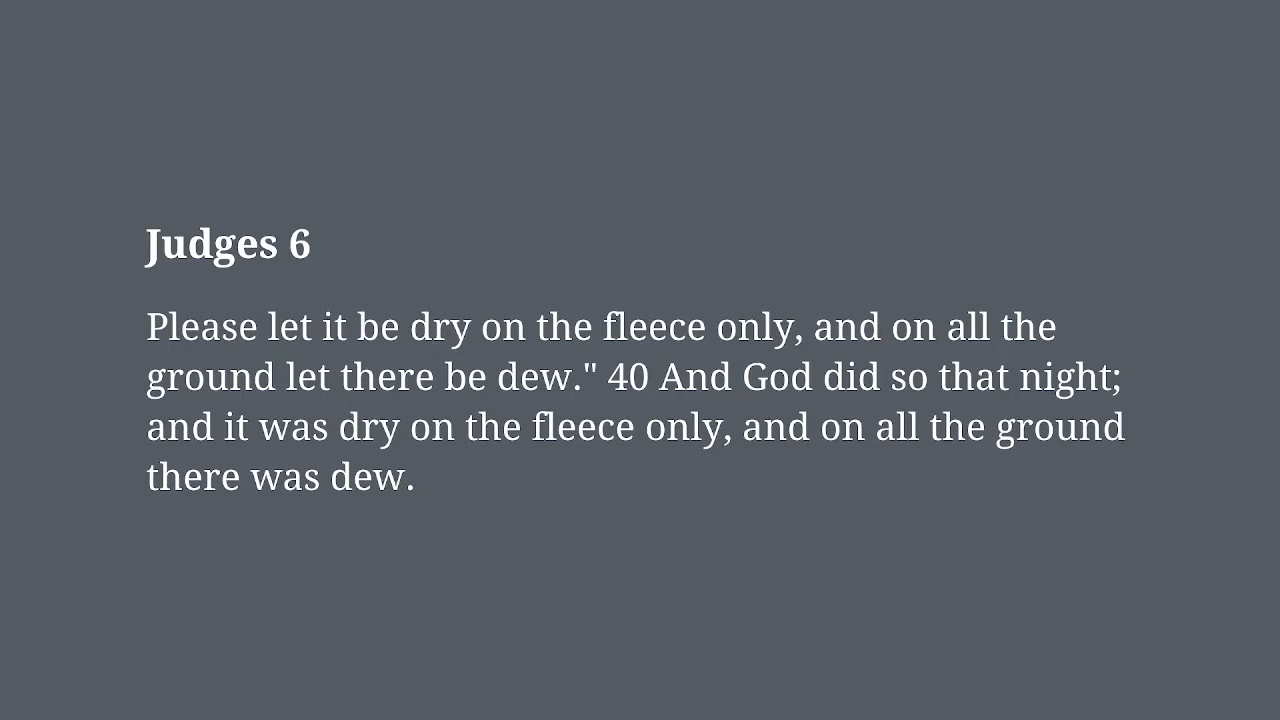 Judges 6
Please let it be dry on the fleece only, and on all the
ground let there be dew." 40 And God did so that night;
and it was dry on the fleece only, and on all the ground
there was dew.